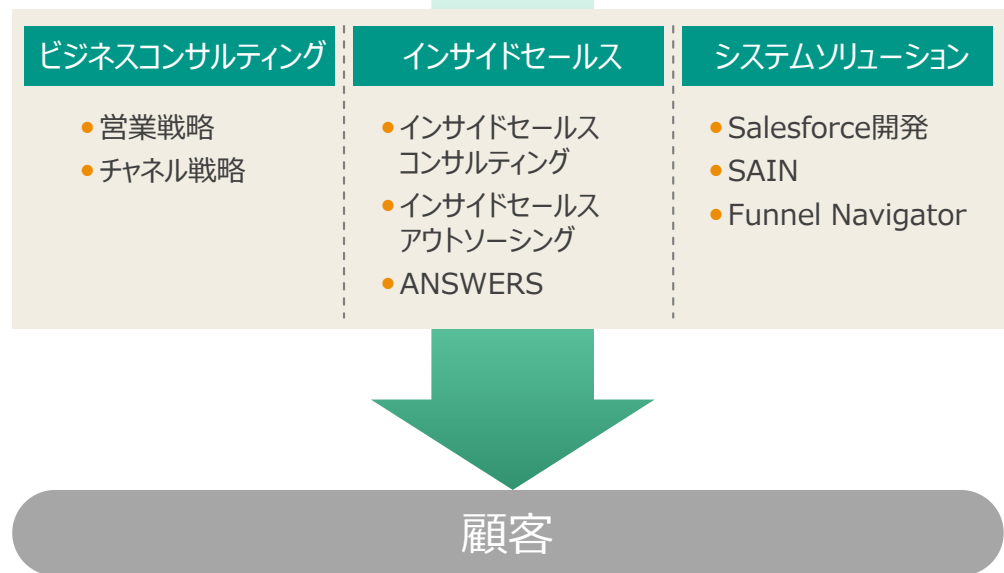 ビジネスコンサルティング
営業戦略
チャネル戦略
インサイドセールス
インサイドセールス
コンサルティング
インサイドセールス
アウトソーシング
ANSWERS
システムソリューション
Salesforce開発
SAIN
Funnel Navigator
顧客